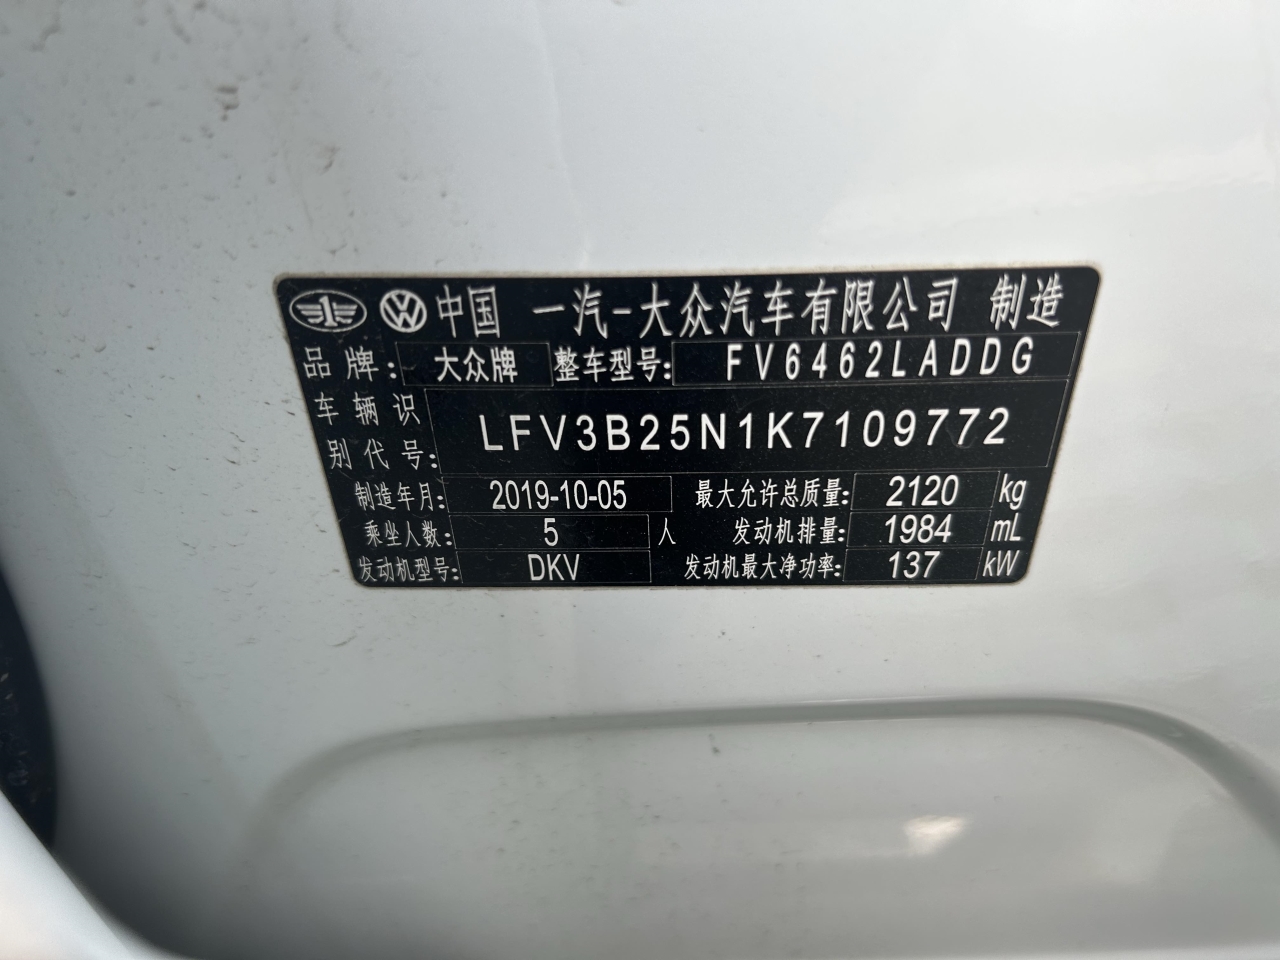 中国 一汽-大众汽车有限公司 制造
品牌: 大众牌 整车型号: FV6462LADDG
车辆识别代号: LFV3B25N1K7109772
制造年月: 2019-10-05 最大允许总质量: 2120 kg
乘坐人数: 5 人 发动机排量: 1984 mL
发动机型号: DKV 发动机最大净功率: 137 kW